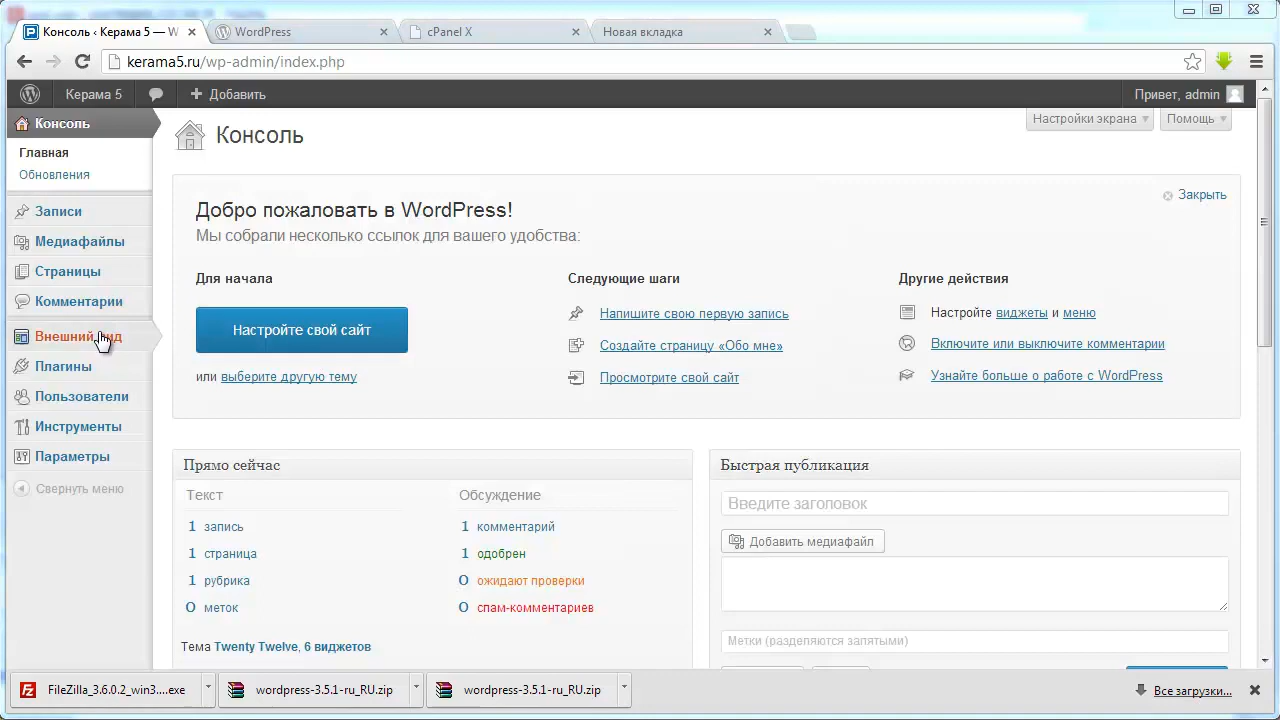 Консоль ‹ Керама 5 — W
WordPress
cPanel X
Новая вкладка
kerama5.ru/wp-admin/index.php
Керама 5
Добавить
Привет, admin
Консоль
Главная
Обновления
Записи
Медиафайлы
Страницы
Комментарии
Внешний вид
Плагины
Пользователи
Инструменты
Параметры
Свернуть меню
Консоль
Настройки экрана
Помощь
Добро пожаловать в WordPress!
Закрыть
Мы собрали несколько ссылок для вашего удобства:
Для начала
Настройте свой сайт
или выберите другую тему
Следующие шаги
Напишите свою первую запись
Создайте страницу «Обо мне»
Просмотрите свой сайт
Другие действия
Настройте виджеты и меню
Включите или выключите комментарии
Узнайте больше о работе с WordPress
Прямо сейчас
Текст
1 запись
1 страница
1 рубрика
0 меток
Обсуждение
1 комментарий
1 одобрен
0 ожидают проверки
0 спам-комментариев
Тема Twenty Twelve, 6 виджетов
Быстрая публикация
Введите заголовок
Добавить медиафайл
Метки (разделяются запятыми)
FileZilla_3.6.0.2_win3....exe
wordpress-3.5.1-ru_RU.zip
wordpress-3.5.1-ru_RU.zip
Все загрузки...